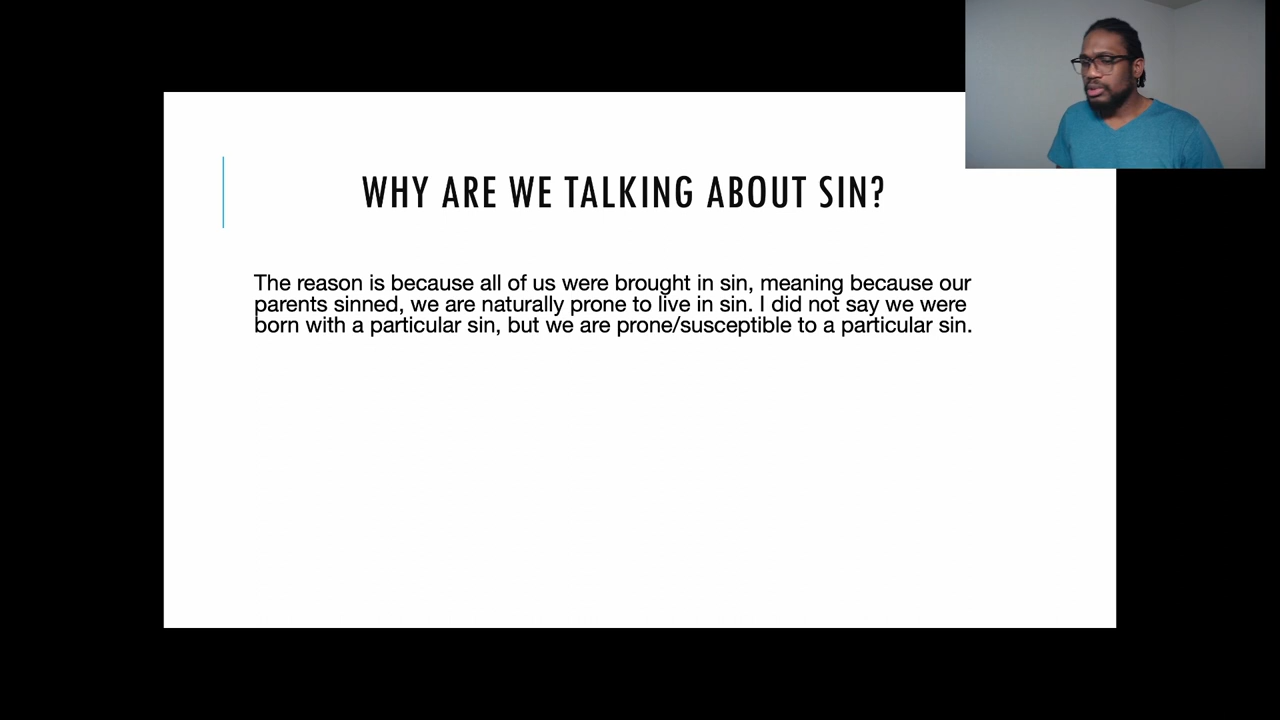 WHY ARE WE TALKING ABOUT SIN?
The reason is because all of us were brought in sin, meaning because our
parents sinned, we are naturally prone to live in sin. I did not say we were
born with a particular sin, but we are prone/susceptible to a particular sin.